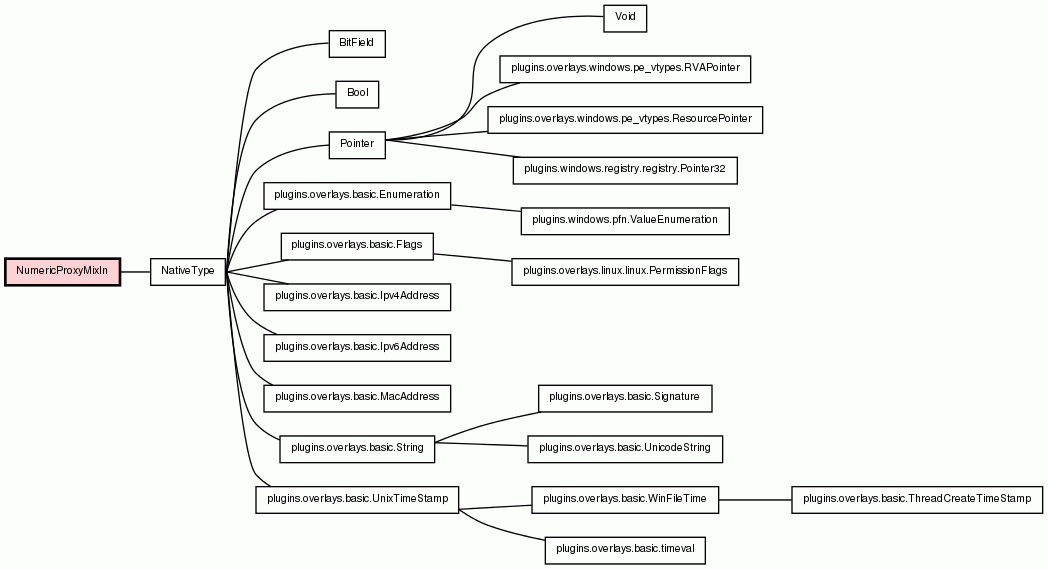 Void
BitField
plugins.overlays.windows.pe_vtypes.RVAPointer
Bool
plugins.overlays.windows.pe_vtypes.ResourcePointer
Pointer
plugins.windows.registry.registry.Pointer32
plugins.overlays.basic.Enumeration
plugins.windows.pfn.ValueEnumeration
plugins.overlays.basic.Flags
NumericProxyMixIn
NativeType
plugins.overlays.linux.linux.PermissionFlags
plugins.overlays.basic.Ipv4Address
plugins.overlays.basic.Ipv6Address
plugins.overlays.basic.MacAddress
plugins.overlays.basic.Signature
plugins.overlays.basic.String
plugins.overlays.basic.UnicodeString
plugins.overlays.basic.UnixTimeStamp
plugins.overlays.basic.WinFileTime
plugins.overlays.basic.ThreadCreateTimeStamp
plugins.overlays.basic.timeval